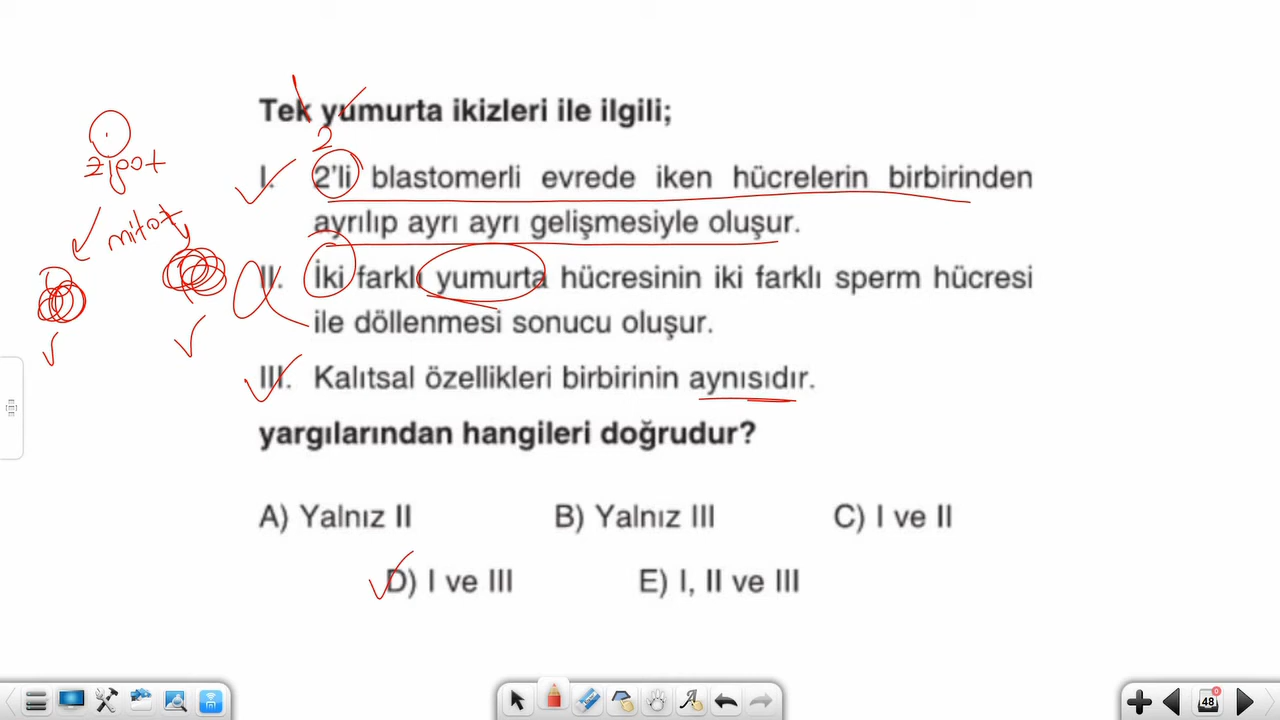 Tek yumurta ikizleri ile ilgili;
2
zigot
I. 2'li blastomerli evrede iken hücrelerin birbirinden
ayrılıp ayrı ayrı gelişmesiyle oluşur.
mitoz
II. İki farklı yumurta hücresinin iki farklı sperm hücresi
ile döllenmesi sonucu oluşur.
III. Kalıtsal özellikleri birbirinin aynısıdır.
yargılarından hangileri doğrudur?
A) Yalnız II B) Yalnız III C) I ve II
D) I ve III E) I, II ve III
48